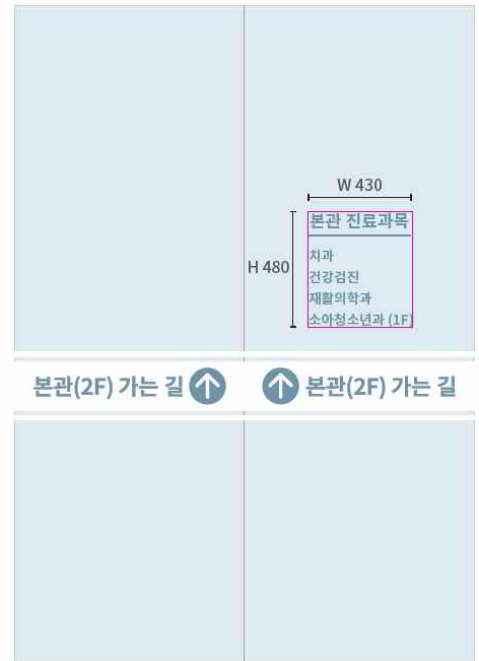 W 430
본관 진료과목
H 480
치과
건강검진
재활의학과
소아청소년과 (1F)
본관(2F) 가는 길
본관(2F) 가는 길